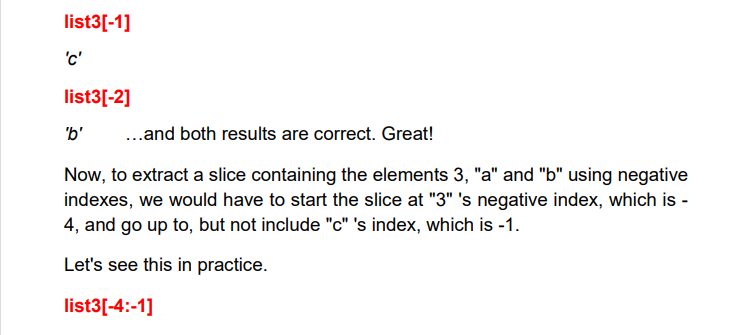 list3[-1]
'c'
list3[-2]
'b' …and both results are correct. Great!
Now, to extract a slice containing the elements 3, "a" and "b" using negative
indexes, we would have to start the slice at "3" 's negative index, which is -
4, and go up to, but not include "c" 's index, which is -1.
Let's see this in practice.
list3[-4:-1]